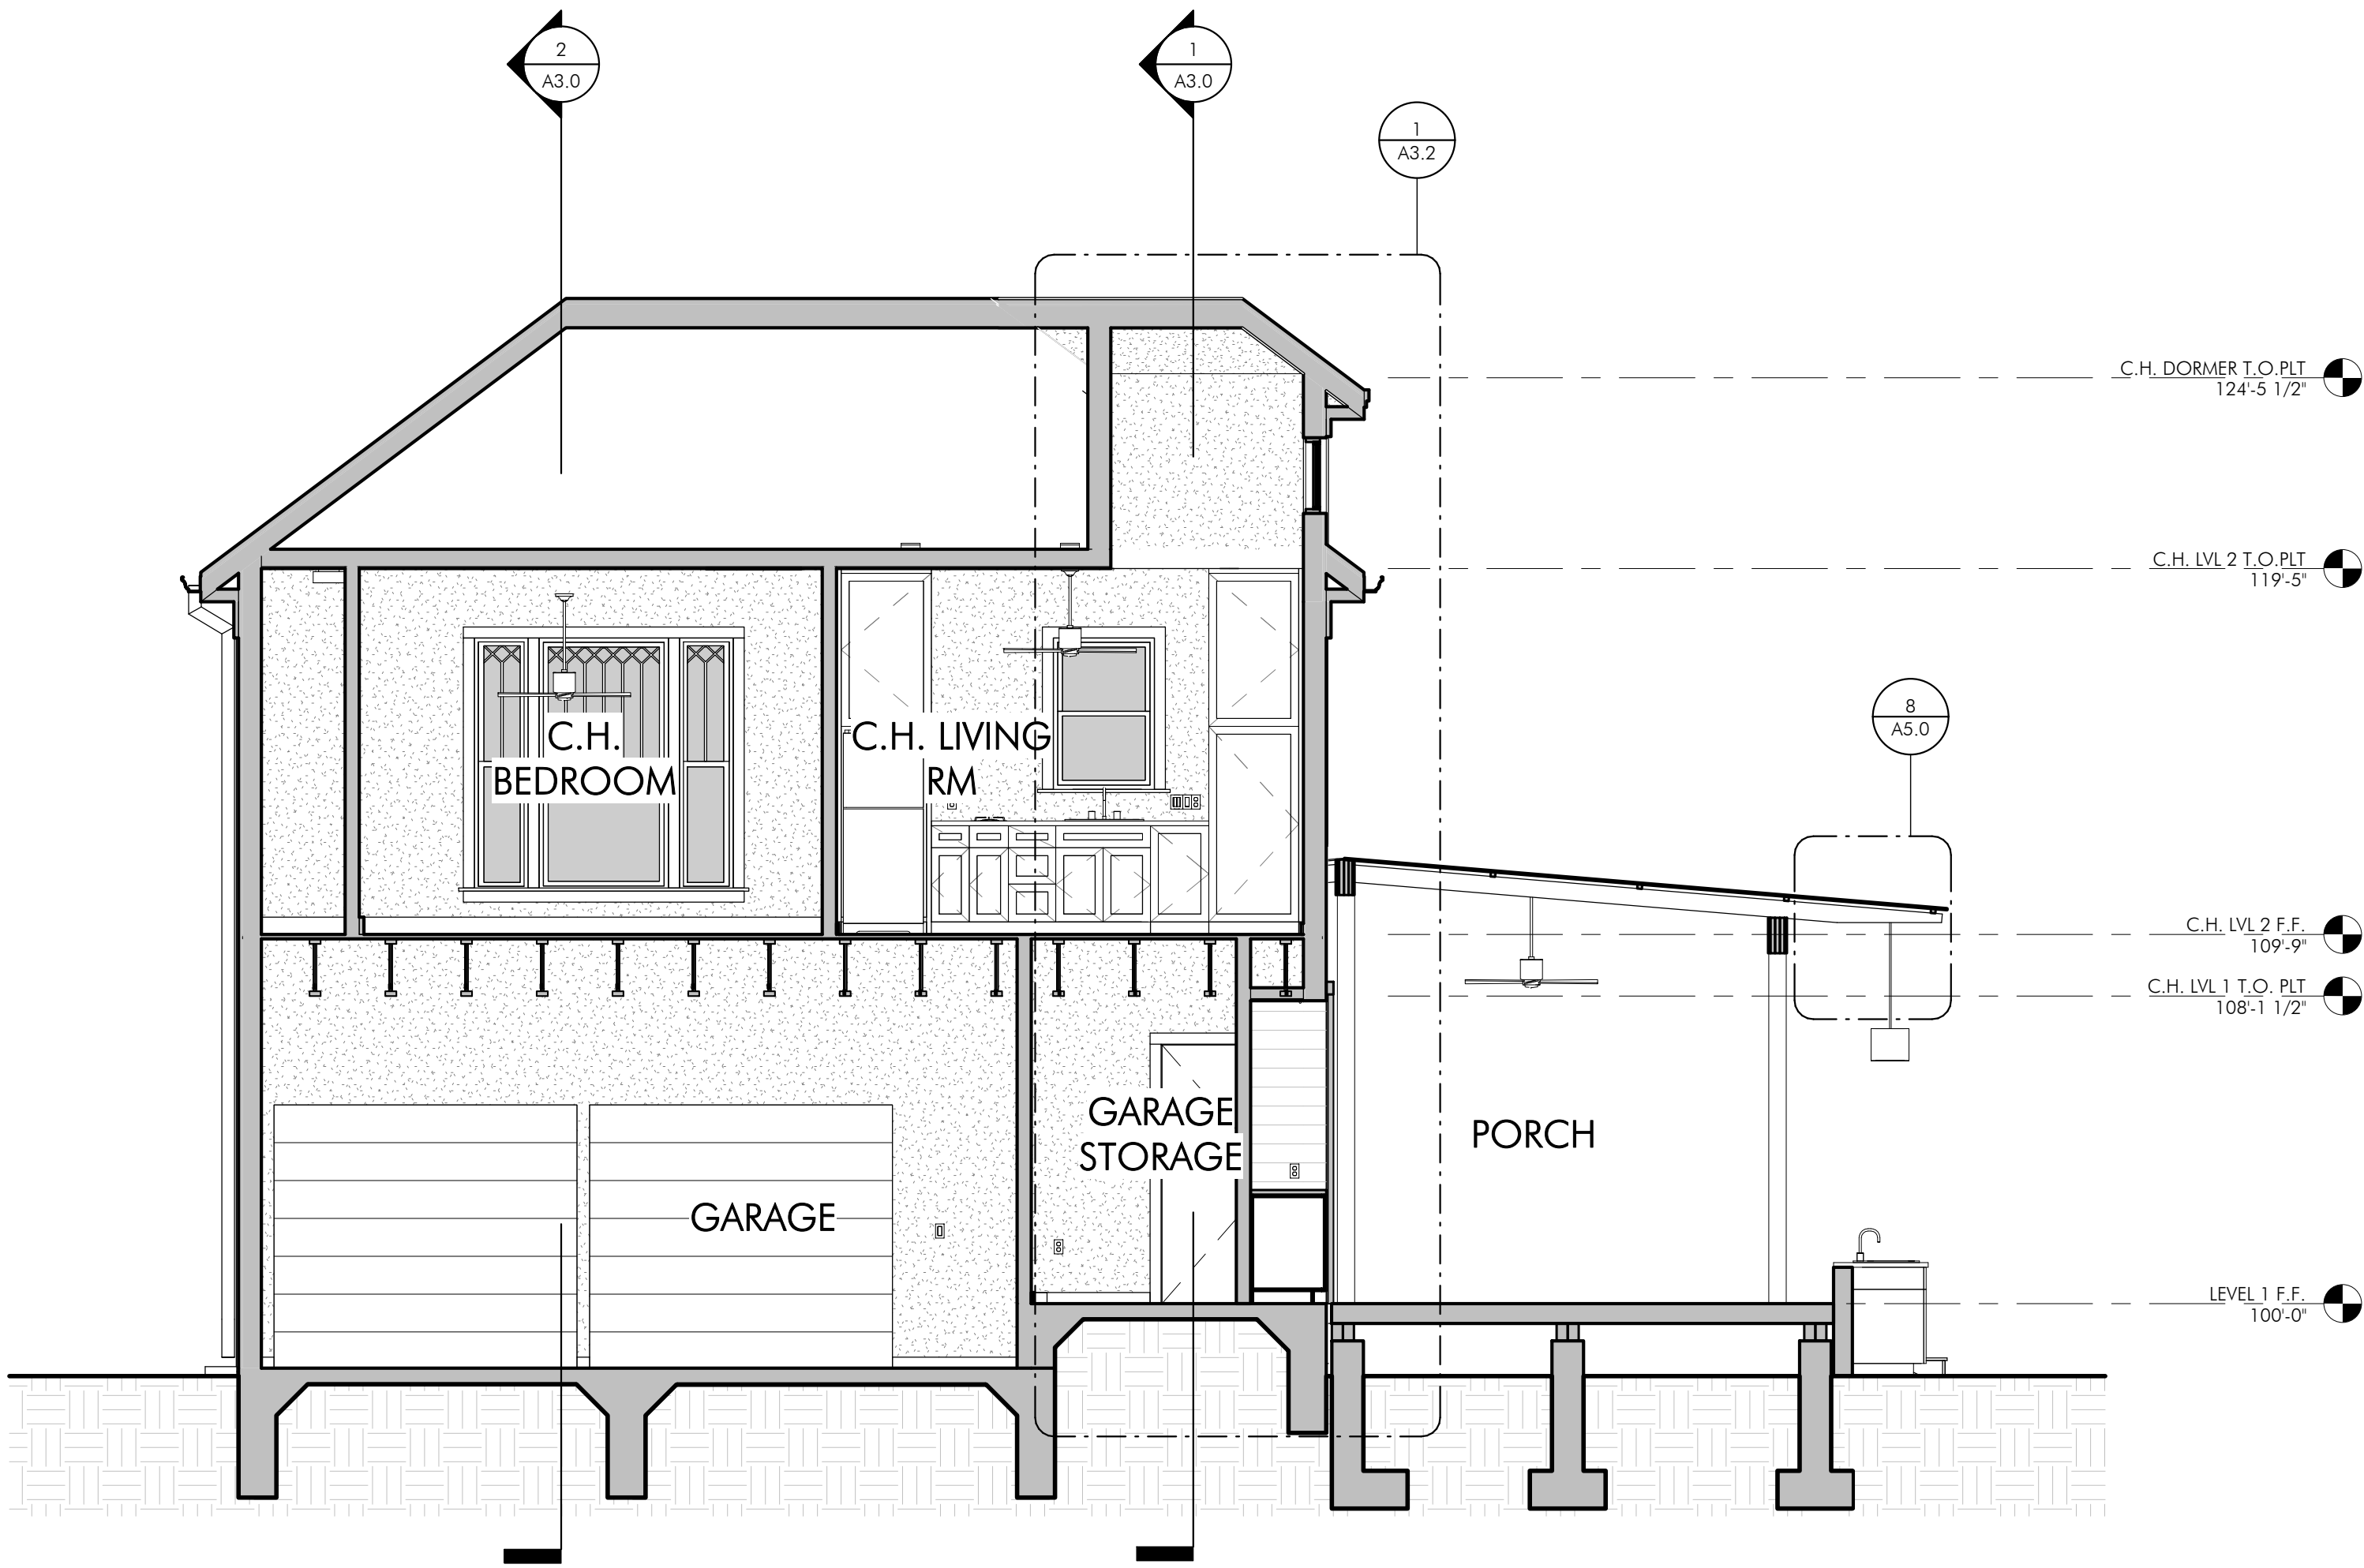 2
A3.0
1
A3.0
1
A3.2
C.H. DORMER T.O.PLT
124'-5 1/2"
C.H. LVL 2 T.O.PLT
119'-5"
C.H.
BEDROOM
C.H. LIVING
RM
8
A5.0
C.H. LVL 2 F.F.
109'-9"
C.H. LVL 1 T.O. PLT
108'-1 1/2"
GARAGE
STORAGE
PORCH
GARAGE
LEVEL 1 F.F.
100'-0"